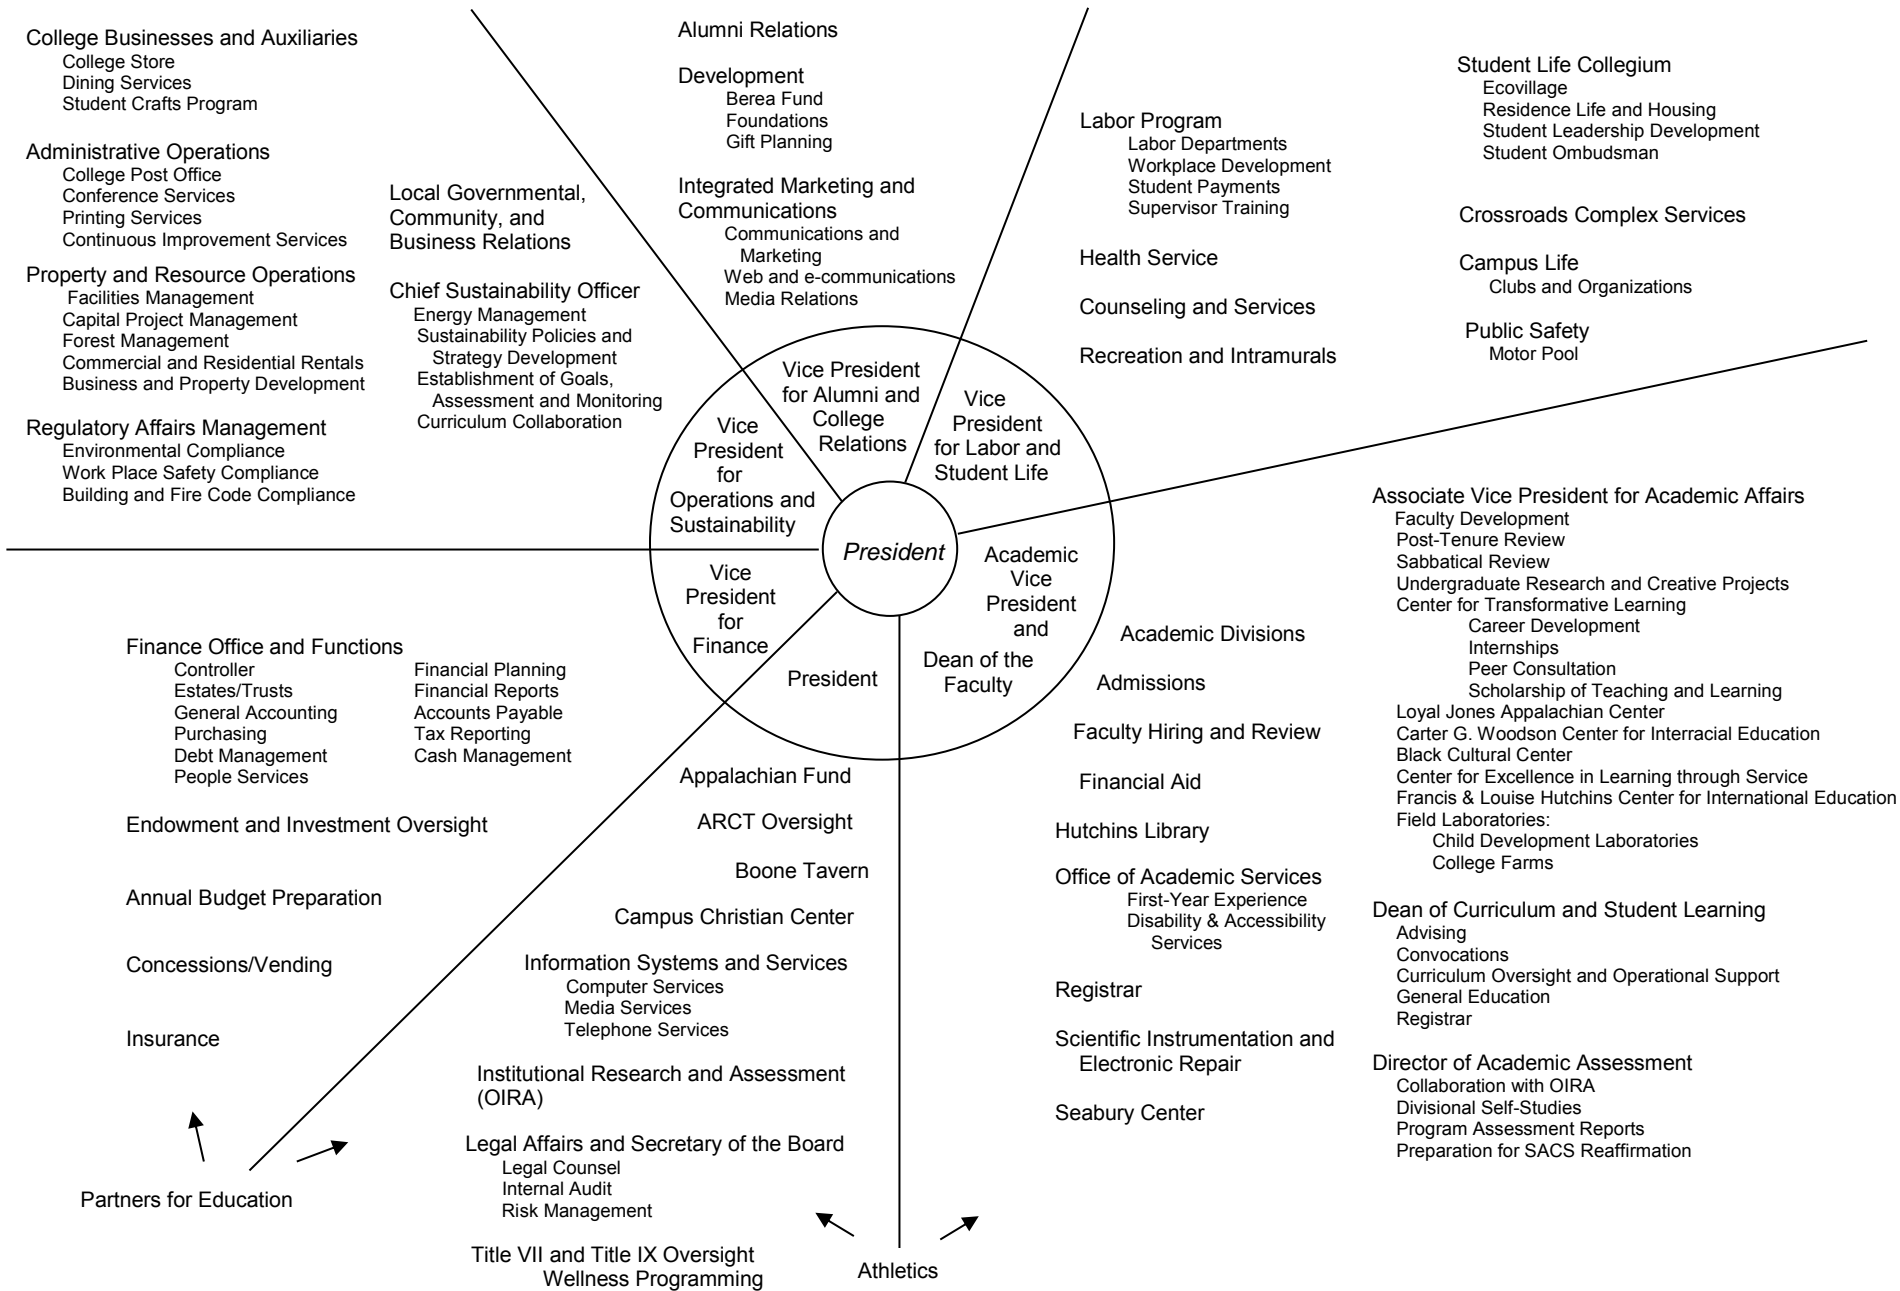 College Businesses and Auxiliaries
College Store
Dining Services
Student Crafts Program
Administrative Operations
College Post Office
Conference Services
Printing Services
Continuous Improvement Services
Property and Resource Operations
Facilities Management
Capital Project Management
Forest Management
Commercial and Residential Rentals
Business and Property Development
Regulatory Affairs Management
Environmental Compliance
Work Place Safety Compliance
Building and Fire Code Compliance
Local Governmental,
Community, and
Business Relations
Chief Sustainability Officer
Energy Management
Sustainability Policies and
Strategy Development
Establishment of Goals,
Assessment and Monitoring
Curriculum Collaboration
Alumni Relations
Development
Berea Fund
Foundations
Gift Planning
Integrated Marketing and
Communications
Communications and
Marketing
Web and e-communications
Media Relations
Labor Program
Labor Departments
Workplace Development
Student Payments
Supervisor Training
Health Service
Counseling and Services
Recreation and Intramurals
Student Life Collegium
Ecovillage
Residence Life and Housing
Student Leadership Development
Student Ombudsman
Crossroads Complex Services
Campus Life
Clubs and Organizations
Public Safety
Motor Pool
Vice
President
for
Operations and
Sustainability
Vice President
for Alumni and
College
Relations
Vice
President
for Labor and
Student Life
President
Vice
President
for
Finance
President
Academic
Vice
President
and
Dean of the
Faculty
Finance Office and Functions
Controller
Estates/Trusts
General Accounting
Purchasing
Debt Management
People Services
Financial Planning
Financial Reports
Accounts Payable
Tax Reporting
Cash Management
Endowment and Investment Oversight
Annual Budget Preparation
Concessions/Vending
Insurance
Partners for Education
Appalachian Fund
ARCT Oversight
Boone Tavern
Campus Christian Center
Information Systems and Services
Computer Services
Media Services
Telephone Services
Institutional Research and Assessment
(OIRA)
Legal Affairs and Secretary of the Board
Legal Counsel
Internal Audit
Risk Management
Title VII and Title IX Oversight
Wellness Programming
Athletics
Academic Divisions
Admissions
Faculty Hiring and Review
Financial Aid
Hutchins Library
Office of Academic Services
First-Year Experience
Disability & Accessibility
Services
Registrar
Scientific Instrumentation and
Electronic Repair
Seabury Center
Associate Vice President for Academic Affairs
Faculty Development
Post-Tenure Review
Sabbatical Review
Undergraduate Research and Creative Projects
Center for Transformative Learning
Career Development
Internships
Peer Consultation
Scholarship of Teaching and Learning
Loyal Jones Appalachian Center
Carter G. Woodson Center for Interracial Education
Black Cultural Center
Center for Excellence in Learning through Service
Francis & Louise Hutchins Center for International Education
Field Laboratories:
Child Development Laboratories
College Farms
Dean of Curriculum and Student Learning
Advising
Convocations
Curriculum Oversight and Operational Support
General Education
Registrar
Director of Academic Assessment
Collaboration with OIRA
Divisional Self-Studies
Program Assessment Reports
Preparation for SACS Reaffirmation